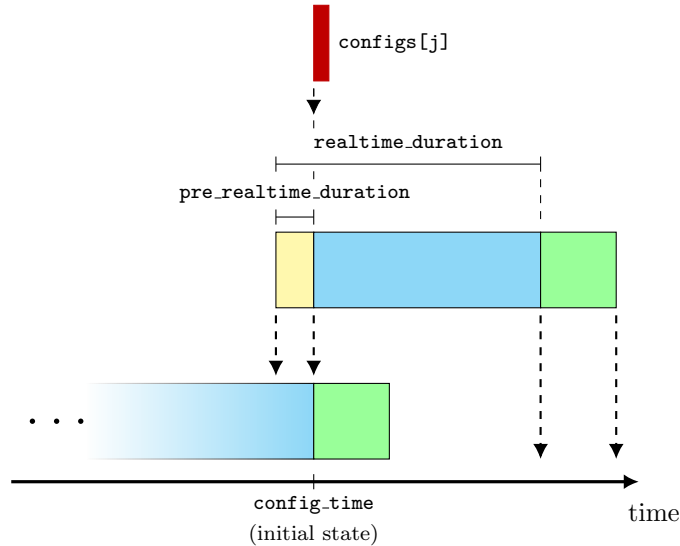 configs[j]
realtime_duration
pre_realtime_duration
. . .
config_time
(initial state)
time